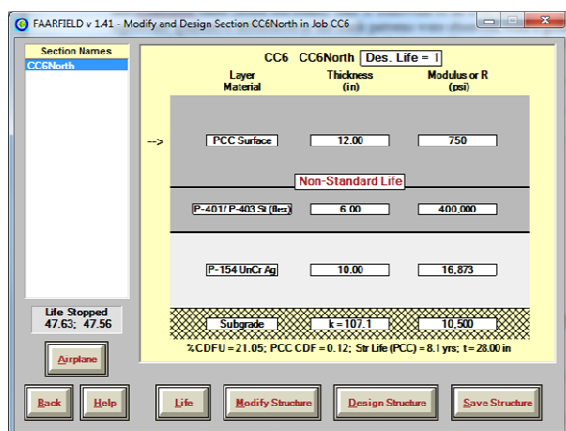 FAARFIELD v 1.41 - Modify and Design Section CC6North in Job CC6
Section Names
CC6North
CC6 CC6North Des. Life = 1
Layer Material Thickness (in) Modulus or R (psi)
--> PCC Surface 12.00 750
Non-Standard Life
P-401/ P-403 St (flex) 6.00 400,000
P-154 UnCr Ag 10.00 16,873
Subgrade k = 107.1 10,500
%CDFU = 21.05; PCC CDF = 0.12; Str Life (PCC) = 8.1 yrs; t = 28.00 in
Life Stopped
47.63; 47.56
Airplane
Back Help Life Modify Structure Design Structure Save Structure